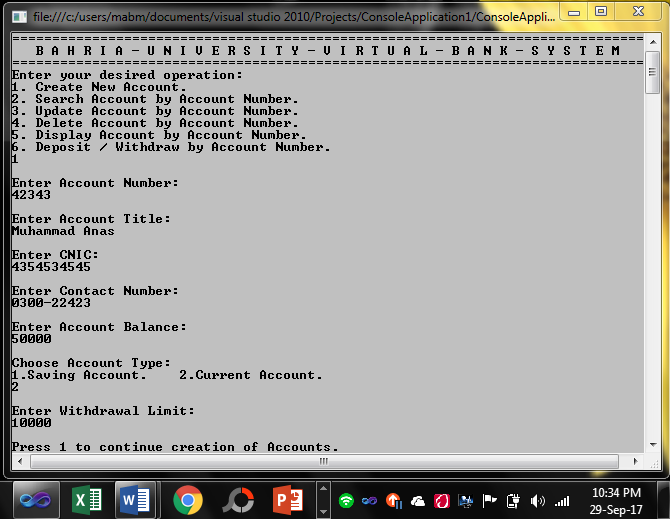 file:///c:/users/mabm/documents/visual studio 2010/Projects/ConsoleApplication1/ConsoleAppli...
B A H R I A - U N I V E R S I T Y - V I R T U A L - B A N K - S Y S T E M
Enter your desired operation:
1. Create New Account.
2. Search Account by Account Number.
3. Update Account by Account Number.
4. Delete Account by Account Number.
5. Display Account by Account Number.
6. Deposit / Withdraw by Account Number.
1
Enter Account Number:
42343
Enter Account Title:
Muhammad Anas
Enter CNIC:
4354534545
Enter Contact Number:
0300-22423
Enter Account Balance:
50000
Choose Account Type:
1.Saving Account.    2.Current Account.
2
Enter Withdrawal Limit:
10000
Press 1 to continue creation of Accounts.
10:34 PM
29-Sep-17